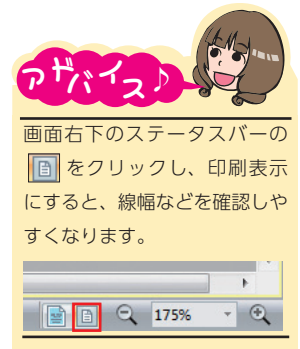 アドバイス♪
画面右下のステータスバーの
をクリックし、印刷表示
にすると、線幅などを確認しや
すくなります。
175%